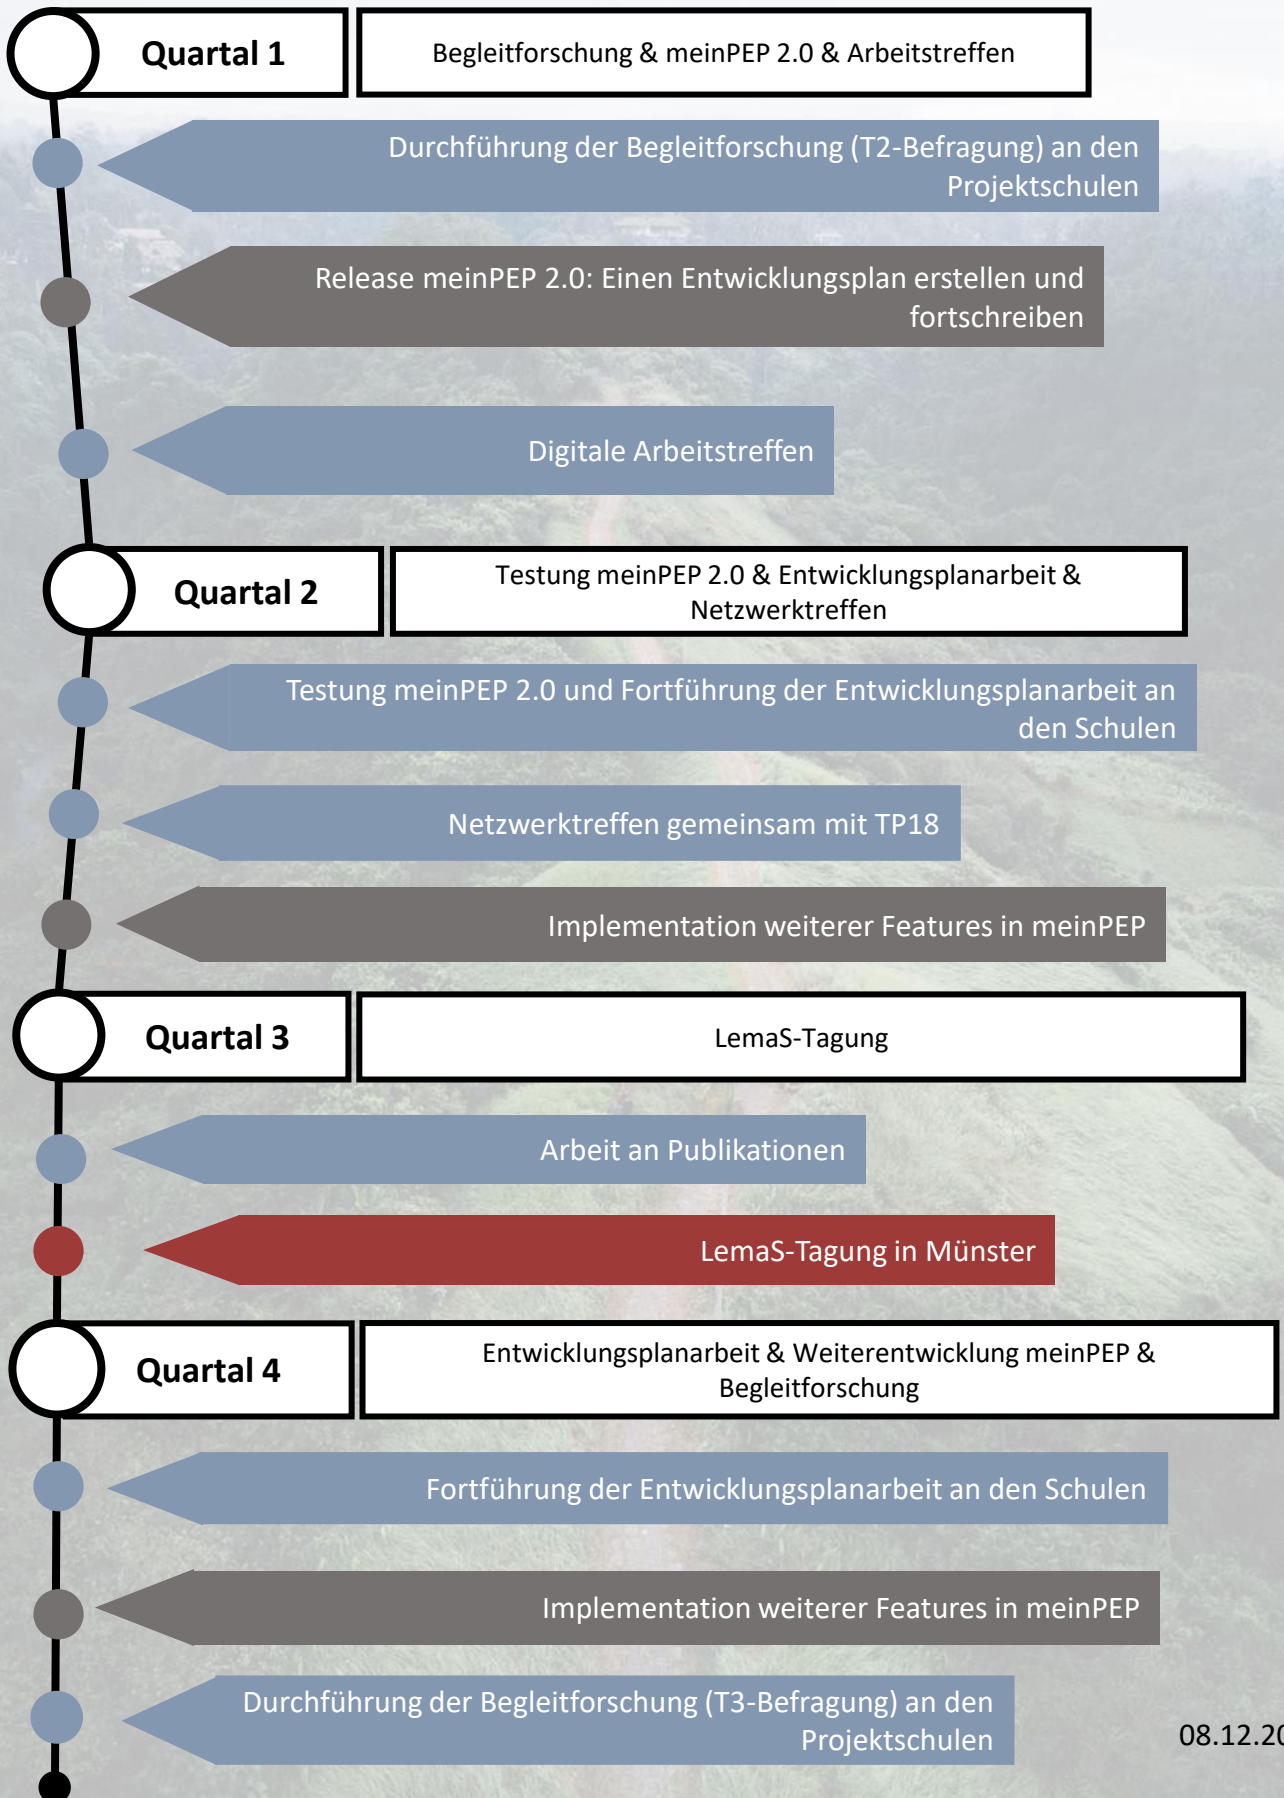 Quartal 1
Begleitforschung & meinPEP 2.0 & Arbeitstreffen
Durchführung der Begleitforschung (T2-Befragung) an den
Projektschulen
Release meinPEP 2.0: Einen Entwicklungsplan erstellen und
fortschreiben
Digitale Arbeitstreffen
Quartal 2
Testung meinPEP 2.0 & Entwicklungsplanarbeit &
Netzwerktreffen
Testung meinPEP 2.0 und Fortführung der Entwicklungsplanarbeit an
den Schulen
Netzwerktreffen gemeinsam mit TP18
Implementation weiterer Features in meinPEP
Quartal 3
LemaS-Tagung
Arbeit an Publikationen
LemaS-Tagung in Münster
Quartal 4
Entwicklungsplanarbeit & Weiterentwicklung meinPEP &
Begleitforschung
Fortführung der Entwicklungsplanarbeit an den Schulen
Implementation weiterer Features in meinPEP
Durchführung der Begleitforschung (T3-Befragung) an den
Projektschulen
08.12.20